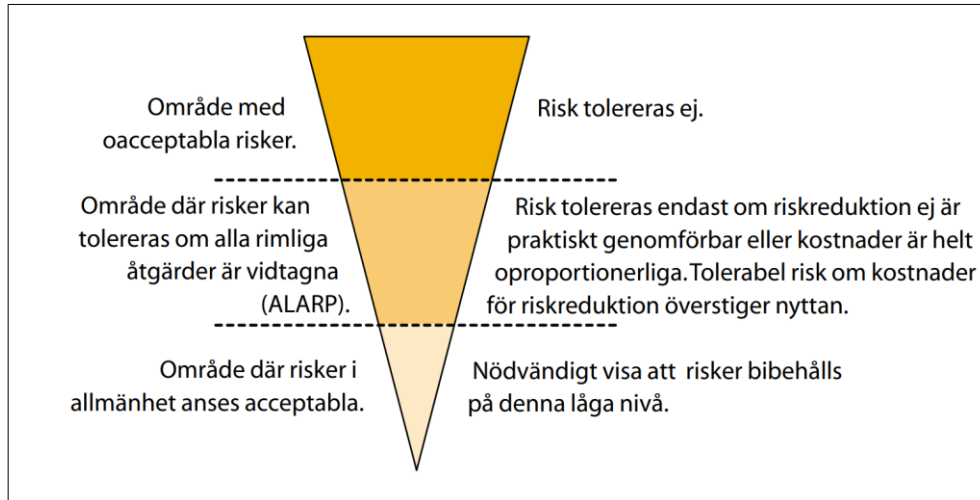 Område med
oacceptabla risker.
Risk tolereras ej.
Område där risker kan
tolereras om alla rimliga
åtgärder är vidtagna
(ALARP).
Risk tolereras endast om riskreduktion ej är
praktiskt genomförbar eller kostnader är helt
oproportionerliga. Tolerabel risk om kostnader
för riskreduktion överstiger nyttan.
Område där risker i
allmänhet anses acceptabla.
Nödvändigt visa att risker bibehålls
på denna låga nivå.